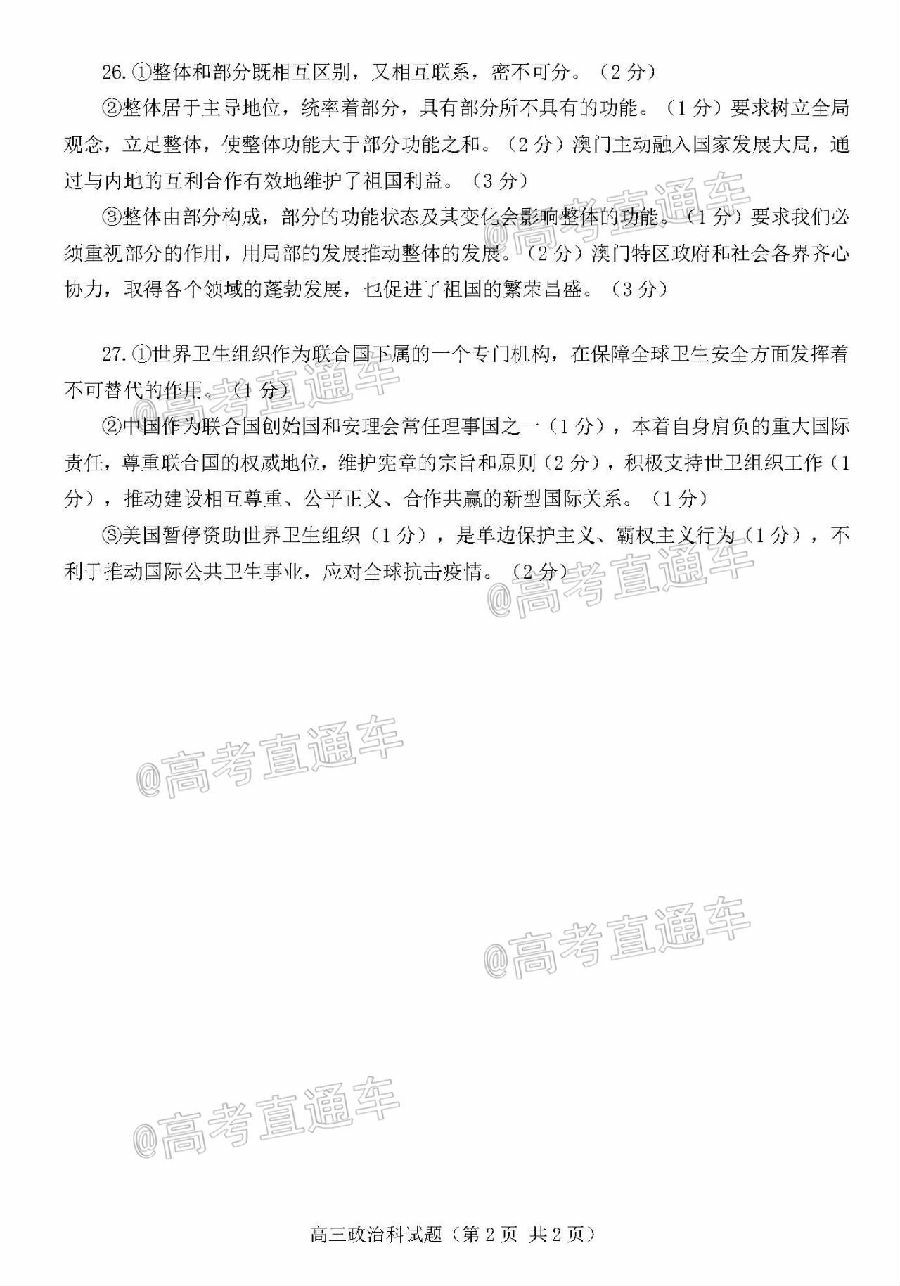 26.①整体和部分既相互区别，又相互联系，密不可分。（2 分）
②整体居于主导地位，统率着部分，具有部分所不具有的功能。（1 分）要求树立全局
观念，立足整体，使整体功能大于部分功能之和。（2 分）澳门主动融入国家发展大局，通
过与内地的互利合作有效地维护了祖国利益。（3 分）
@高考直通车
③整体由部分构成，部分的功能状态及其变化会影响整体的功能。（1 分）要求我们必
须重视部分的作用，用局部的发展推动整体的发展。（2 分）澳门特区政府和社会各界齐心
协力，取得各个领域的蓬勃发展，也促进了祖国的繁荣昌盛。（3 分）
27.①世界卫生组织作为联合国下属的一个专门机构，在保障全球卫生安全方面发挥着
不可替代的作用。（1 分）
@高考直通车
②中国作为联合国创始国和安理会常任理事国之一（1 分），本着自身肩负的重大国际
责任，尊重联合国的权威地位，维护宪章的宗旨和原则（2 分），积极支持世卫组织工作（1
分），推动建设相互尊重、公平正义、合作共赢的新型国际关系。（1 分）
③美国暂停资助世界卫生组织（1 分），是单边保护主义、霸权主义行为（1 分），不
利于推动国际公共卫生事业，应对全球抗击疫情。（2 分）
@高考直通车
@高考直通车
@高考直通车
@高考直通车
高三政治科试题（第 2 页 共 2 页）